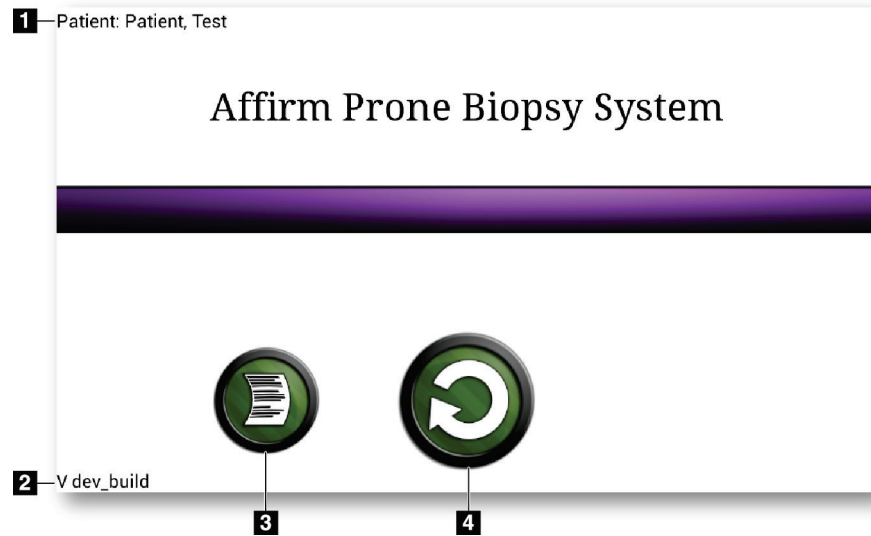 1 Patient: Patient, Test
Affirm Prone Biopsy System
2 V dev_build
3 4